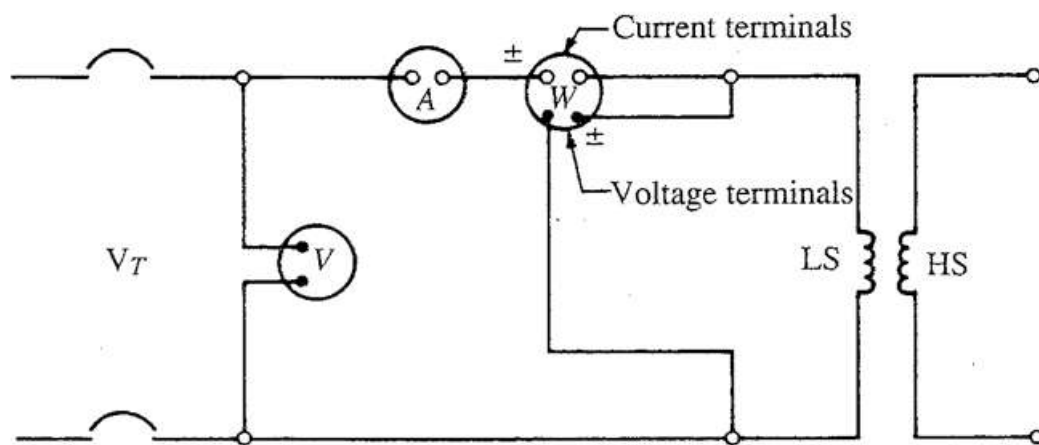 Current terminals
±
A
W
±
Voltage terminals
V_T
V
LS
HS